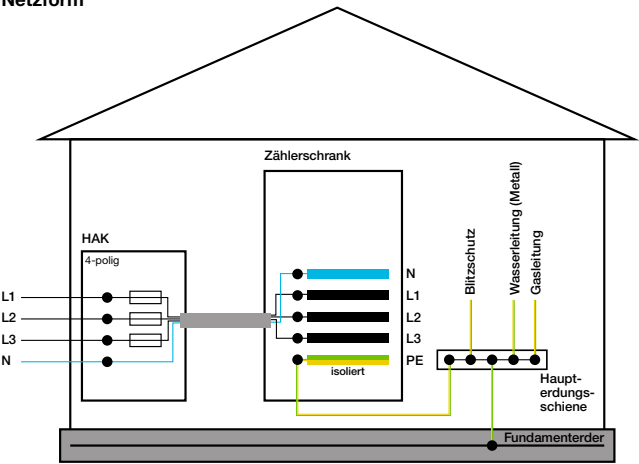 Netzform
Zählerschrank
HAK
4-polig
L1
L2
L3
N
N
L1
L2
L3
PE
isoliert
Blitzschutz
Wasserleitung (Metall)
Gasleitung
Haupt-
erdungs-
schiene
Fundamenterder